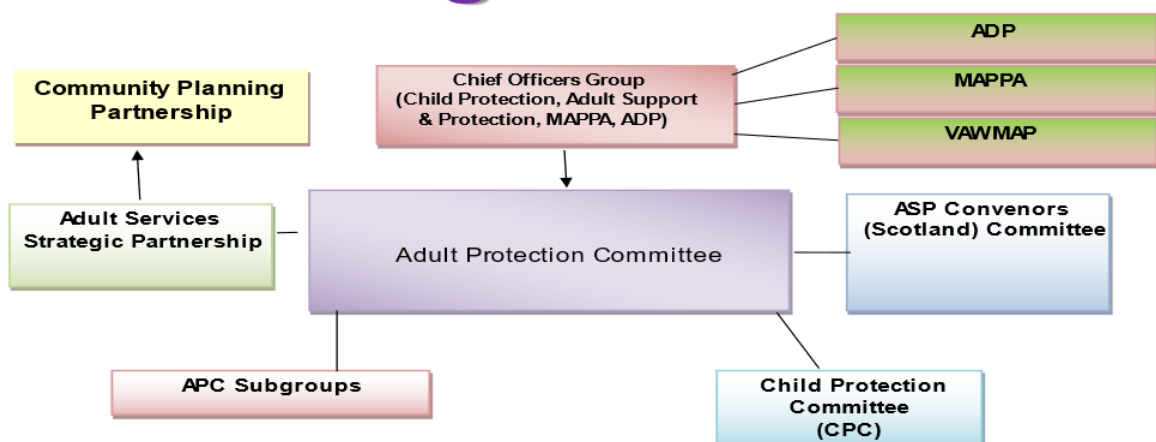 ADP
Chief Officers Group
(Child Protection, Adult Support
& Protection, MAPPA, ADP)
MAPPA
VAWMAP
Community Planning
Partnership
Adult Services
Strategic Partnership
Adult Protection Committee
ASP Convenors
(Scotland) Committee
APC Subgroups
Child Protection
Committee
(CPC)